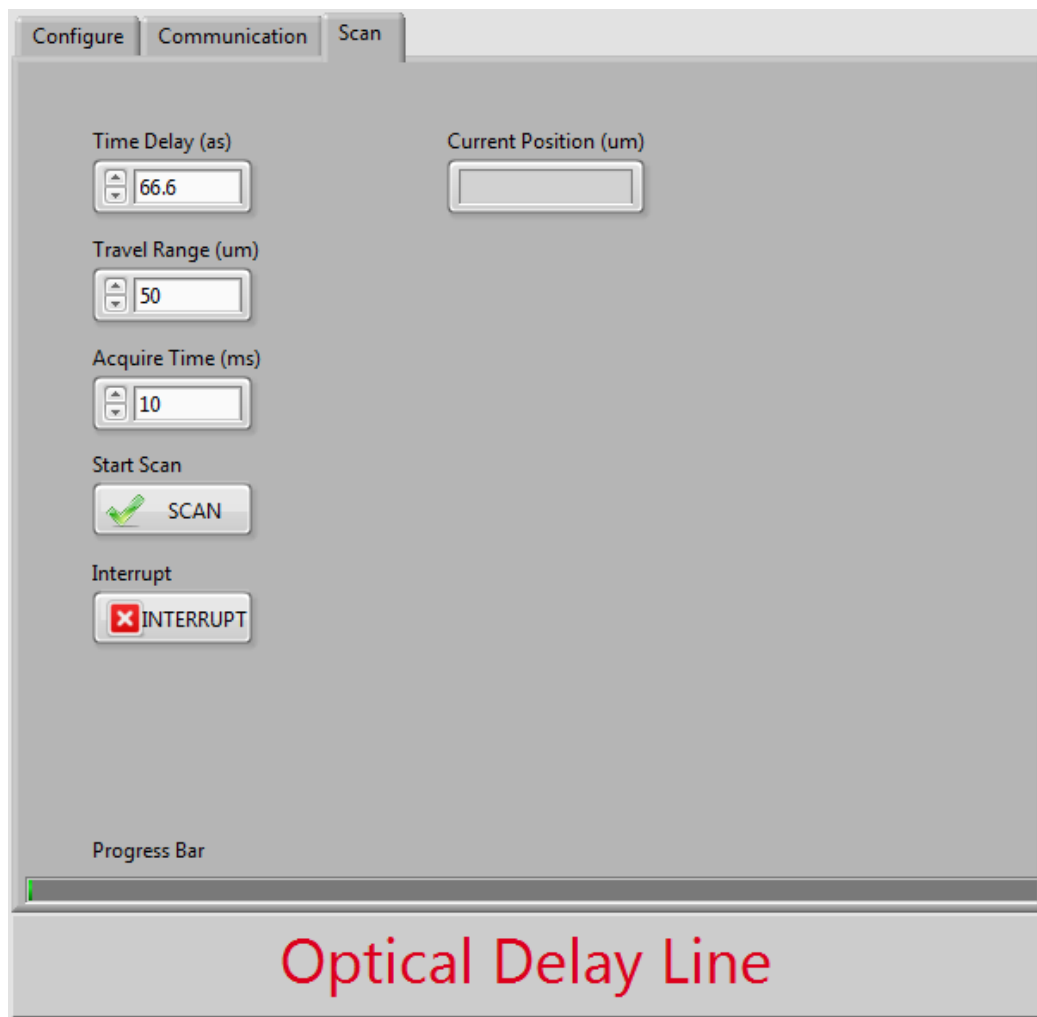 Configure Communication Scan
Time Delay (as) Current Position (um)
66.6
Travel Range (um)
50
Acquire Time (ms)
10
Start Scan
SCAN
Interrupt
INTERRUPT
Progress Bar
Optical Delay Line